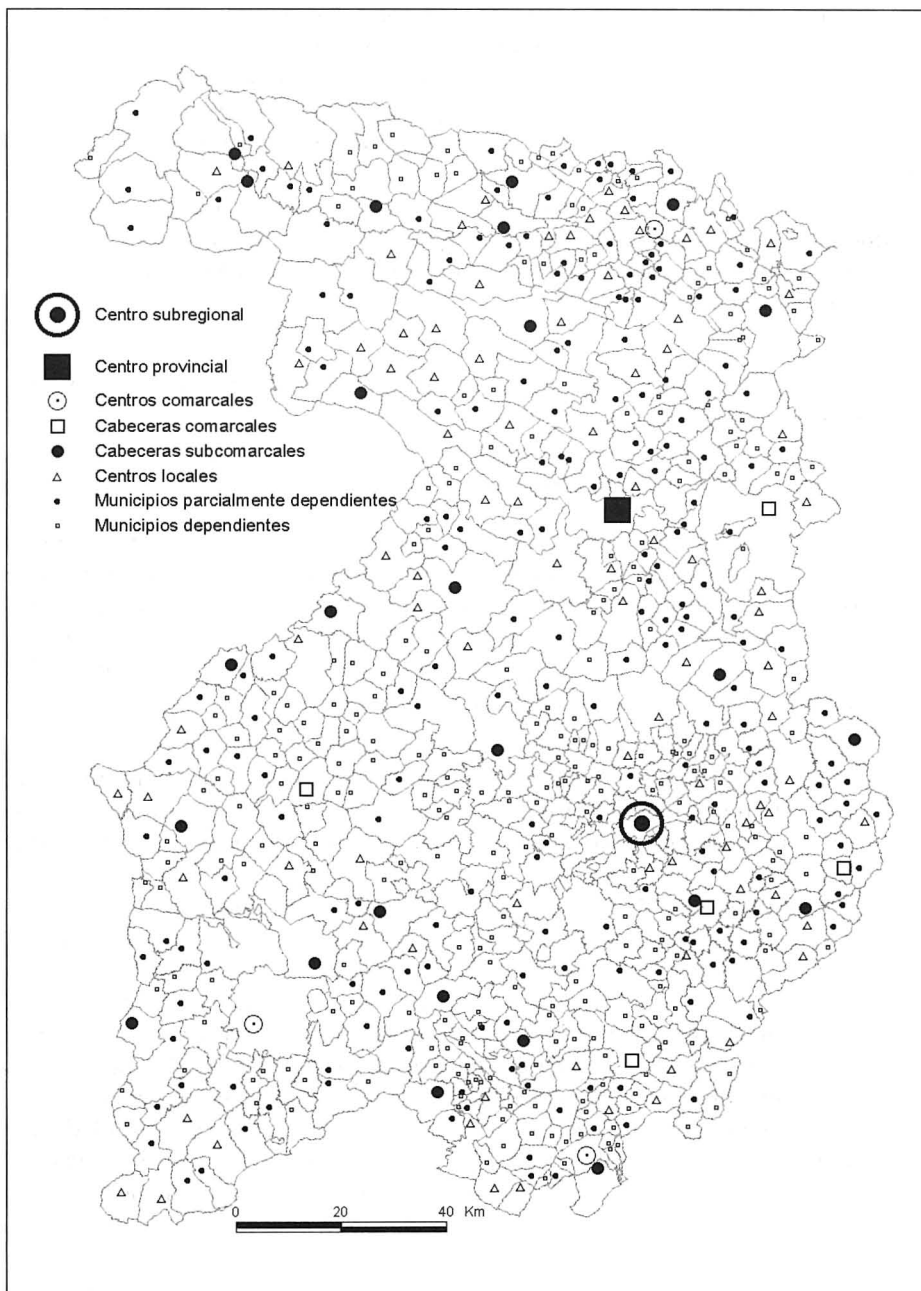 Centro subregional
Centro provincial
Centros comarcales
Cabeceras comarcales
Cabeceras subcomarcales
Centros locales
Municipios parcialmente dependientes
Municipios dependientes
0 20 40 Km